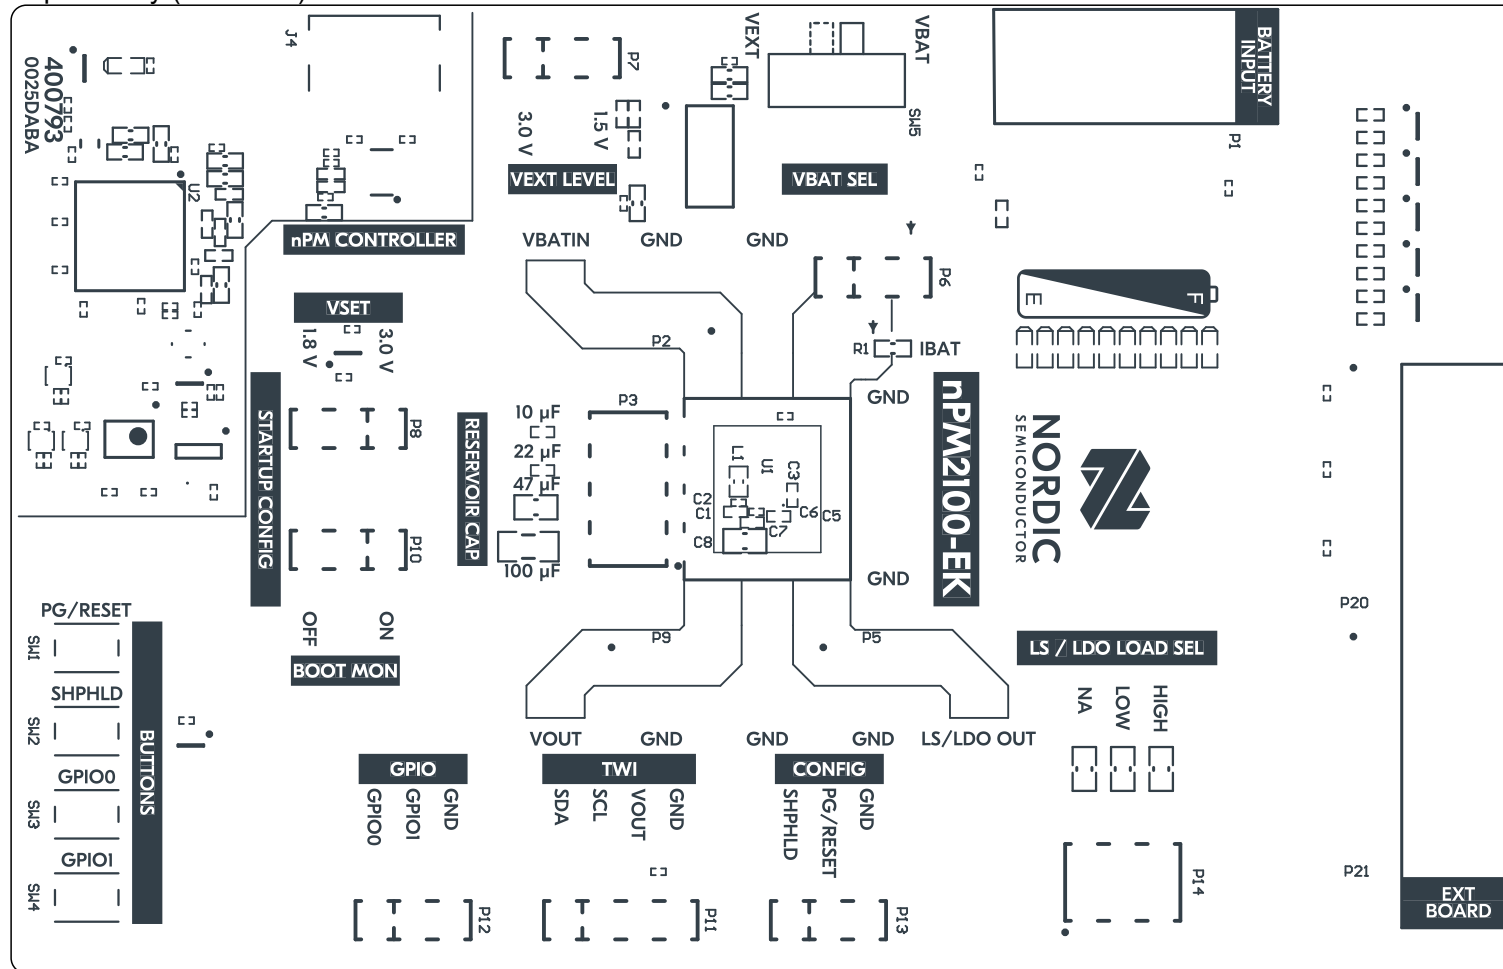 J4
400793
0025DABA
U2
P7
3.0 V
1.5 V
VEXT LEVEL
VEXT
VBAT
SW5
VBAT SEL
BATTERY
INPUT
P1
nPM CONTROLLER
VBATIN
GND
GND
P6
VSET
1.8 V
3.0 V
P2
R1
IBAT
E
F
GND
STARTUP CONFIG
P8
P10
RESERVOIR CAP
10 µF
22 µF
47 µF
100 µF
P3
L1
U1
C3
C2
C1
C6
C5
C7
C8
nPM2100-EK
NORDIC
SEMICONDUCTOR
GND
OFF
ON
BOOT MON
PG/RESET
SW1
SHPHLD
SW2
GPIO0
SW3
GPIO1
SW4
BUTTONS
P9
P5
LS / LDO LOAD SEL
NA
LOW
HIGH
P20
VOUT
GND
GND
GND
LS/LDO OUT
GPIO
GPIO0
GPIO1
GND
P12
TWI
SDA
SCL
VOUT
GND
P11
CONFIG
SHPHLD
PG/RESET
GND
P13
P14
P21
EXT
BOARD